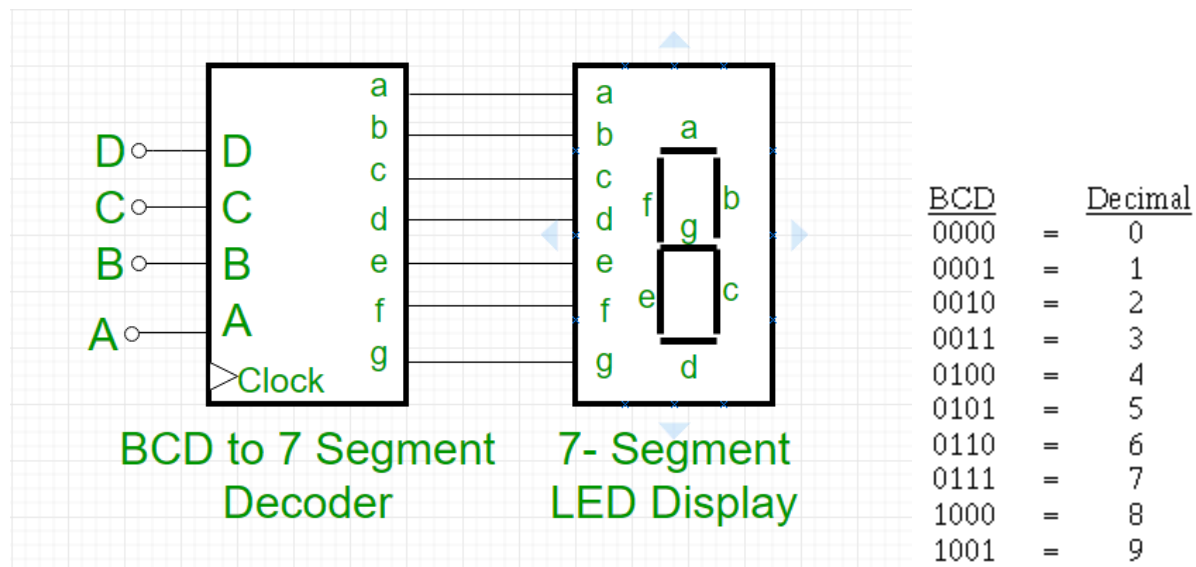 a
b
c
d
e
f
g
D
C
B
A
D
C
B
A
Clock
BCD to 7 Segment
Decoder
a
b
c
d
e
f
g
a
f
b
g
e
c
d
7- Segment
LED Display
BCD Decimal
0000 = 0
0001 = 1
0010 = 2
0011 = 3
0100 = 4
0101 = 5
0110 = 6
0111 = 7
1000 = 8
1001 = 9